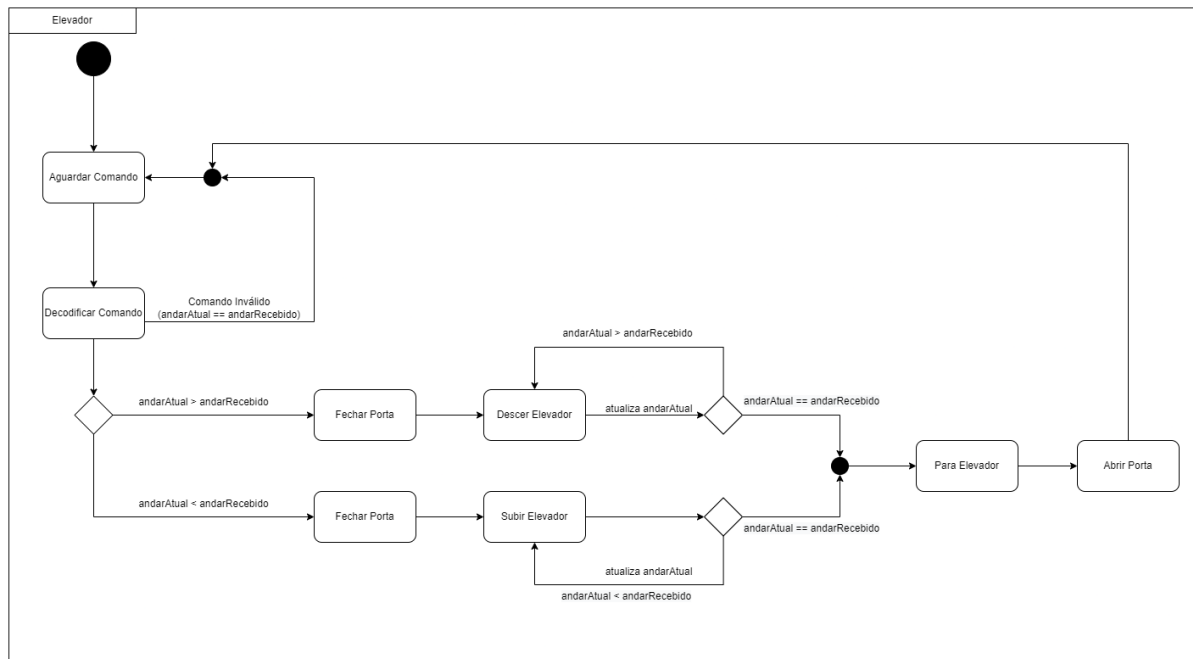 Elevador
Aguardar Comando
Decodificar Comando
Comando Inválido
(andarAtual == andarRecebido)
andarAtual > andarRecebido
andarAtual > andarRecebido
Fechar Porta
Descer Elevador
atualiza andarAtual
andarAtual == andarRecebido
Para Elevador
Abrir Porta
andarAtual < andarRecebido
Fechar Porta
Subir Elevador
andarAtual == andarRecebido
atualiza andarAtual
andarAtual < andarRecebido